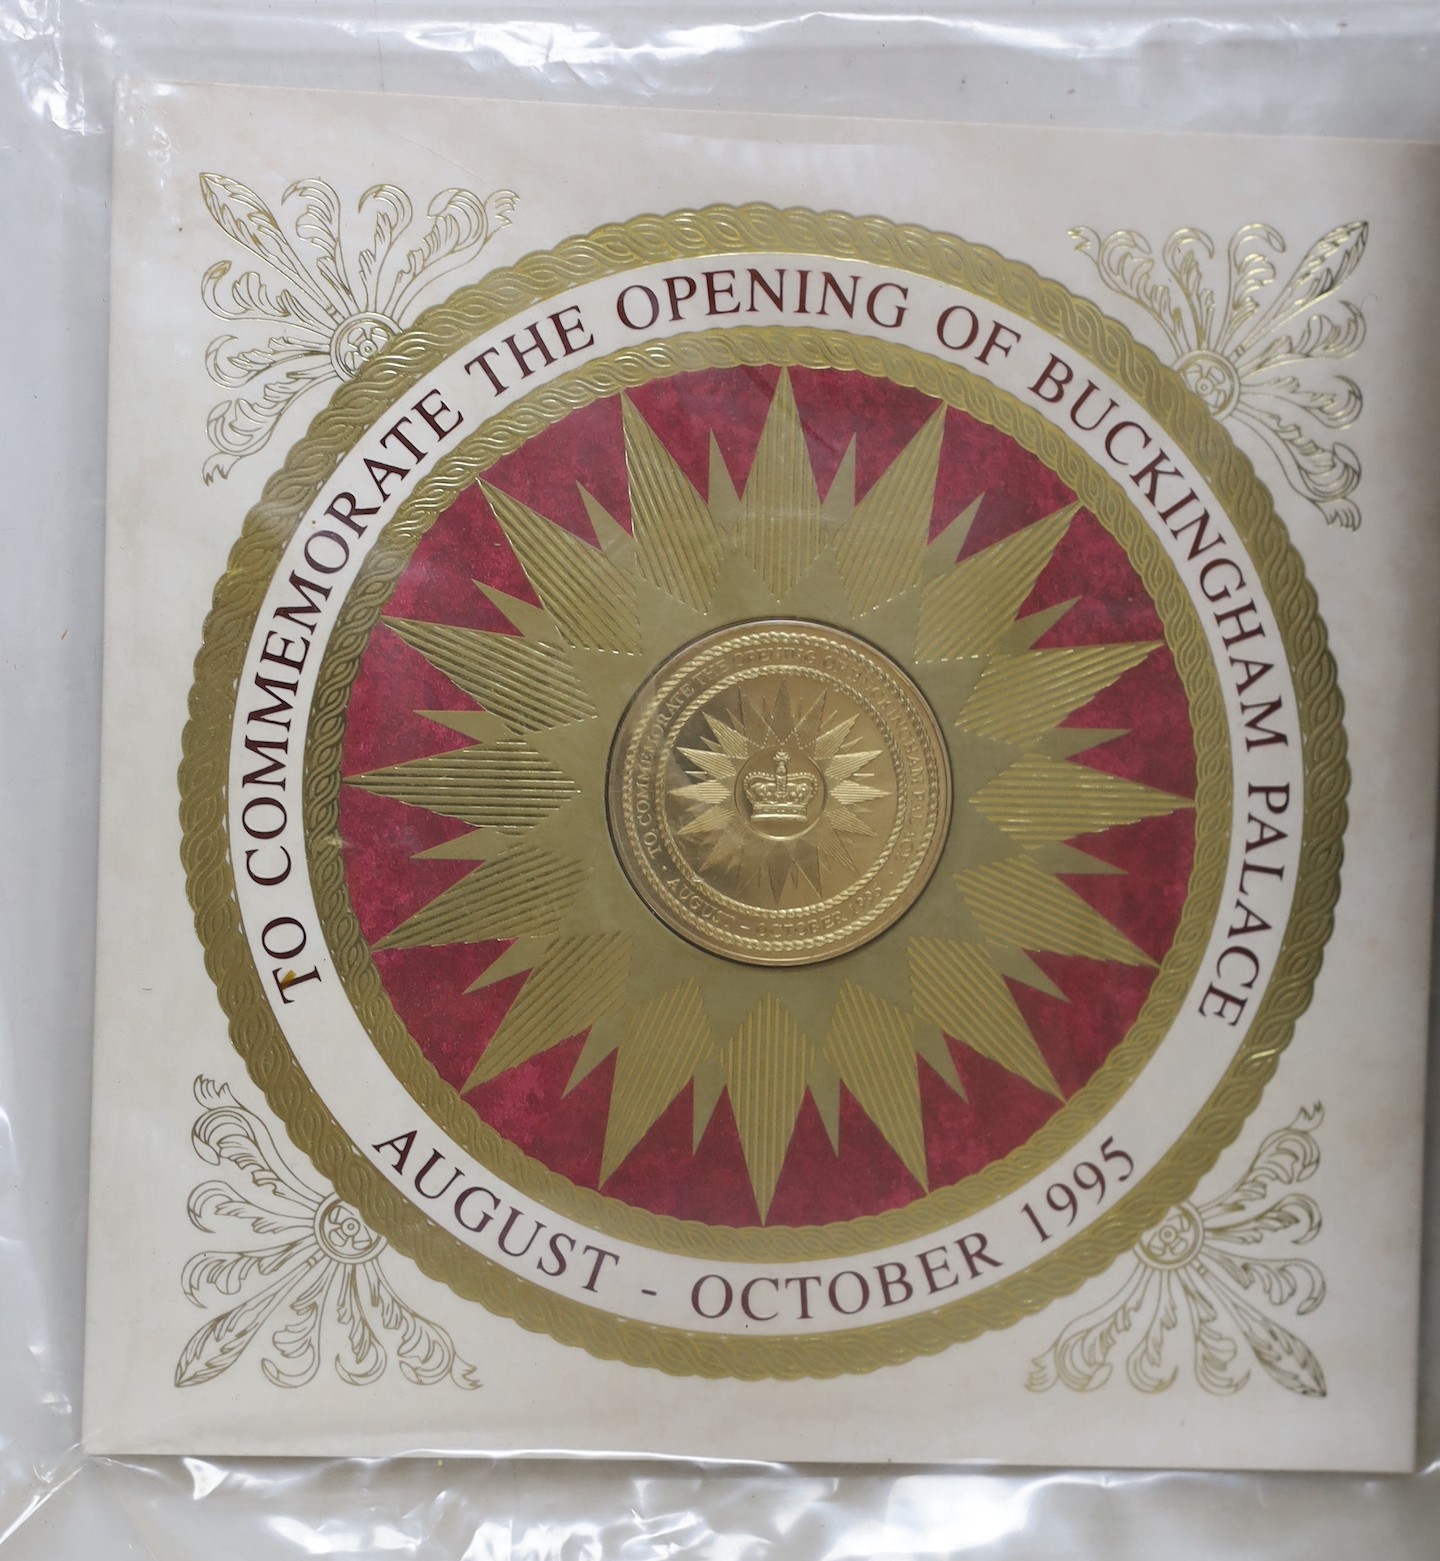 TO COMMEMORATE THE OPENING OF BUCKINGHAM PALACE
AUGUST - OCTOBER 1995
TO COMMEMORATE THE OPENING OF BUCKINGHAM PALACE
· AUGUST - OCTOBER 1995 ·